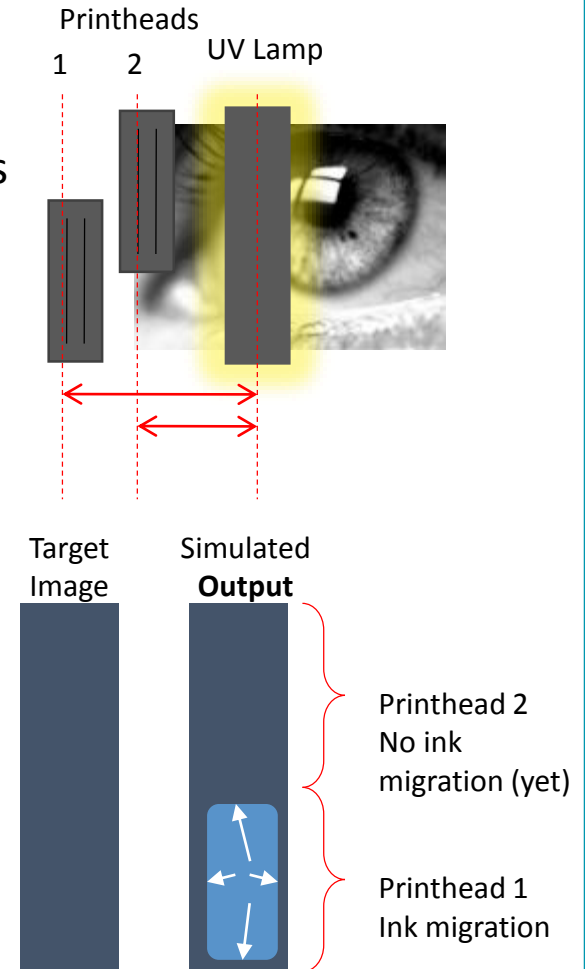 Printheads
1 2
UV Lamp
s
Target
Image
Simulated
Output
Printhead 2
No ink
migration (yet)
Printhead 1
Ink migration